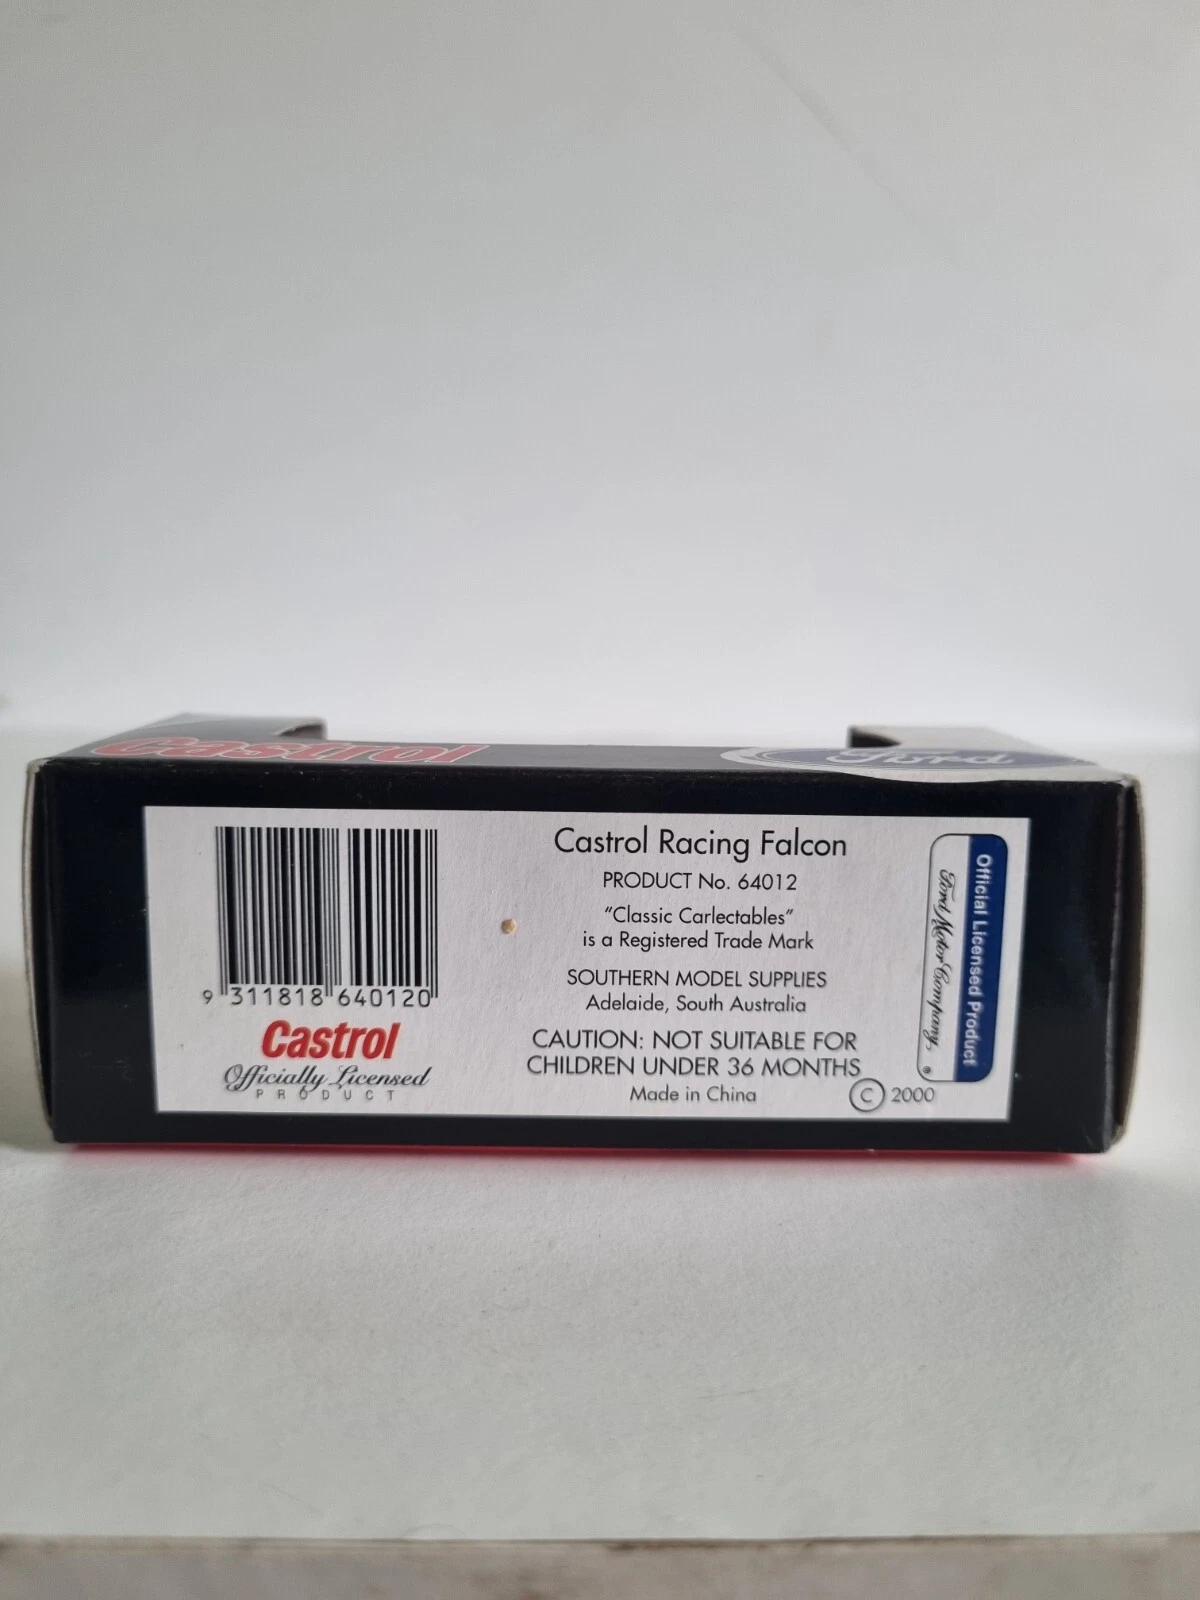 Castrol
Ford
9 311818 640120
Castrol
Officially Licensed
PRODUCT
Castrol Racing Falcon
PRODUCT No. 64012
"Classic Carlectables"
is a Registered Trade Mark
SOUTHERN MODEL SUPPLIES
Adelaide, South Australia
CAUTION: NOT SUITABLE FOR
CHILDREN UNDER 36 MONTHS
Made in China
© 2000
Official Licensed Product
Ford Motor Company, ®